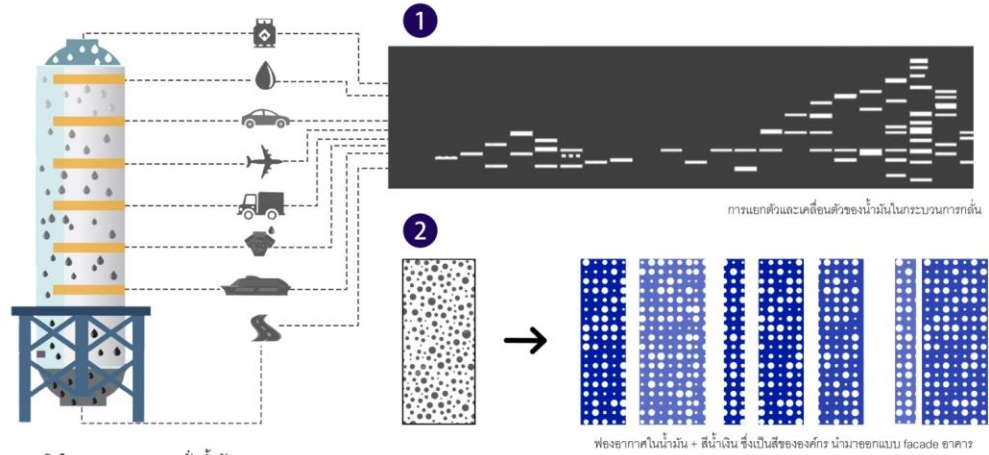 1
การแยกตัวและเคลื่อนตัวของน้ำมันในกระบวนการกลั่น
2
ฟองอากาศในน้ำมัน + สีน้ำเงิน ซึ่งเป็นสีขององค์กร นำมาออกแบบ facade อาคาร